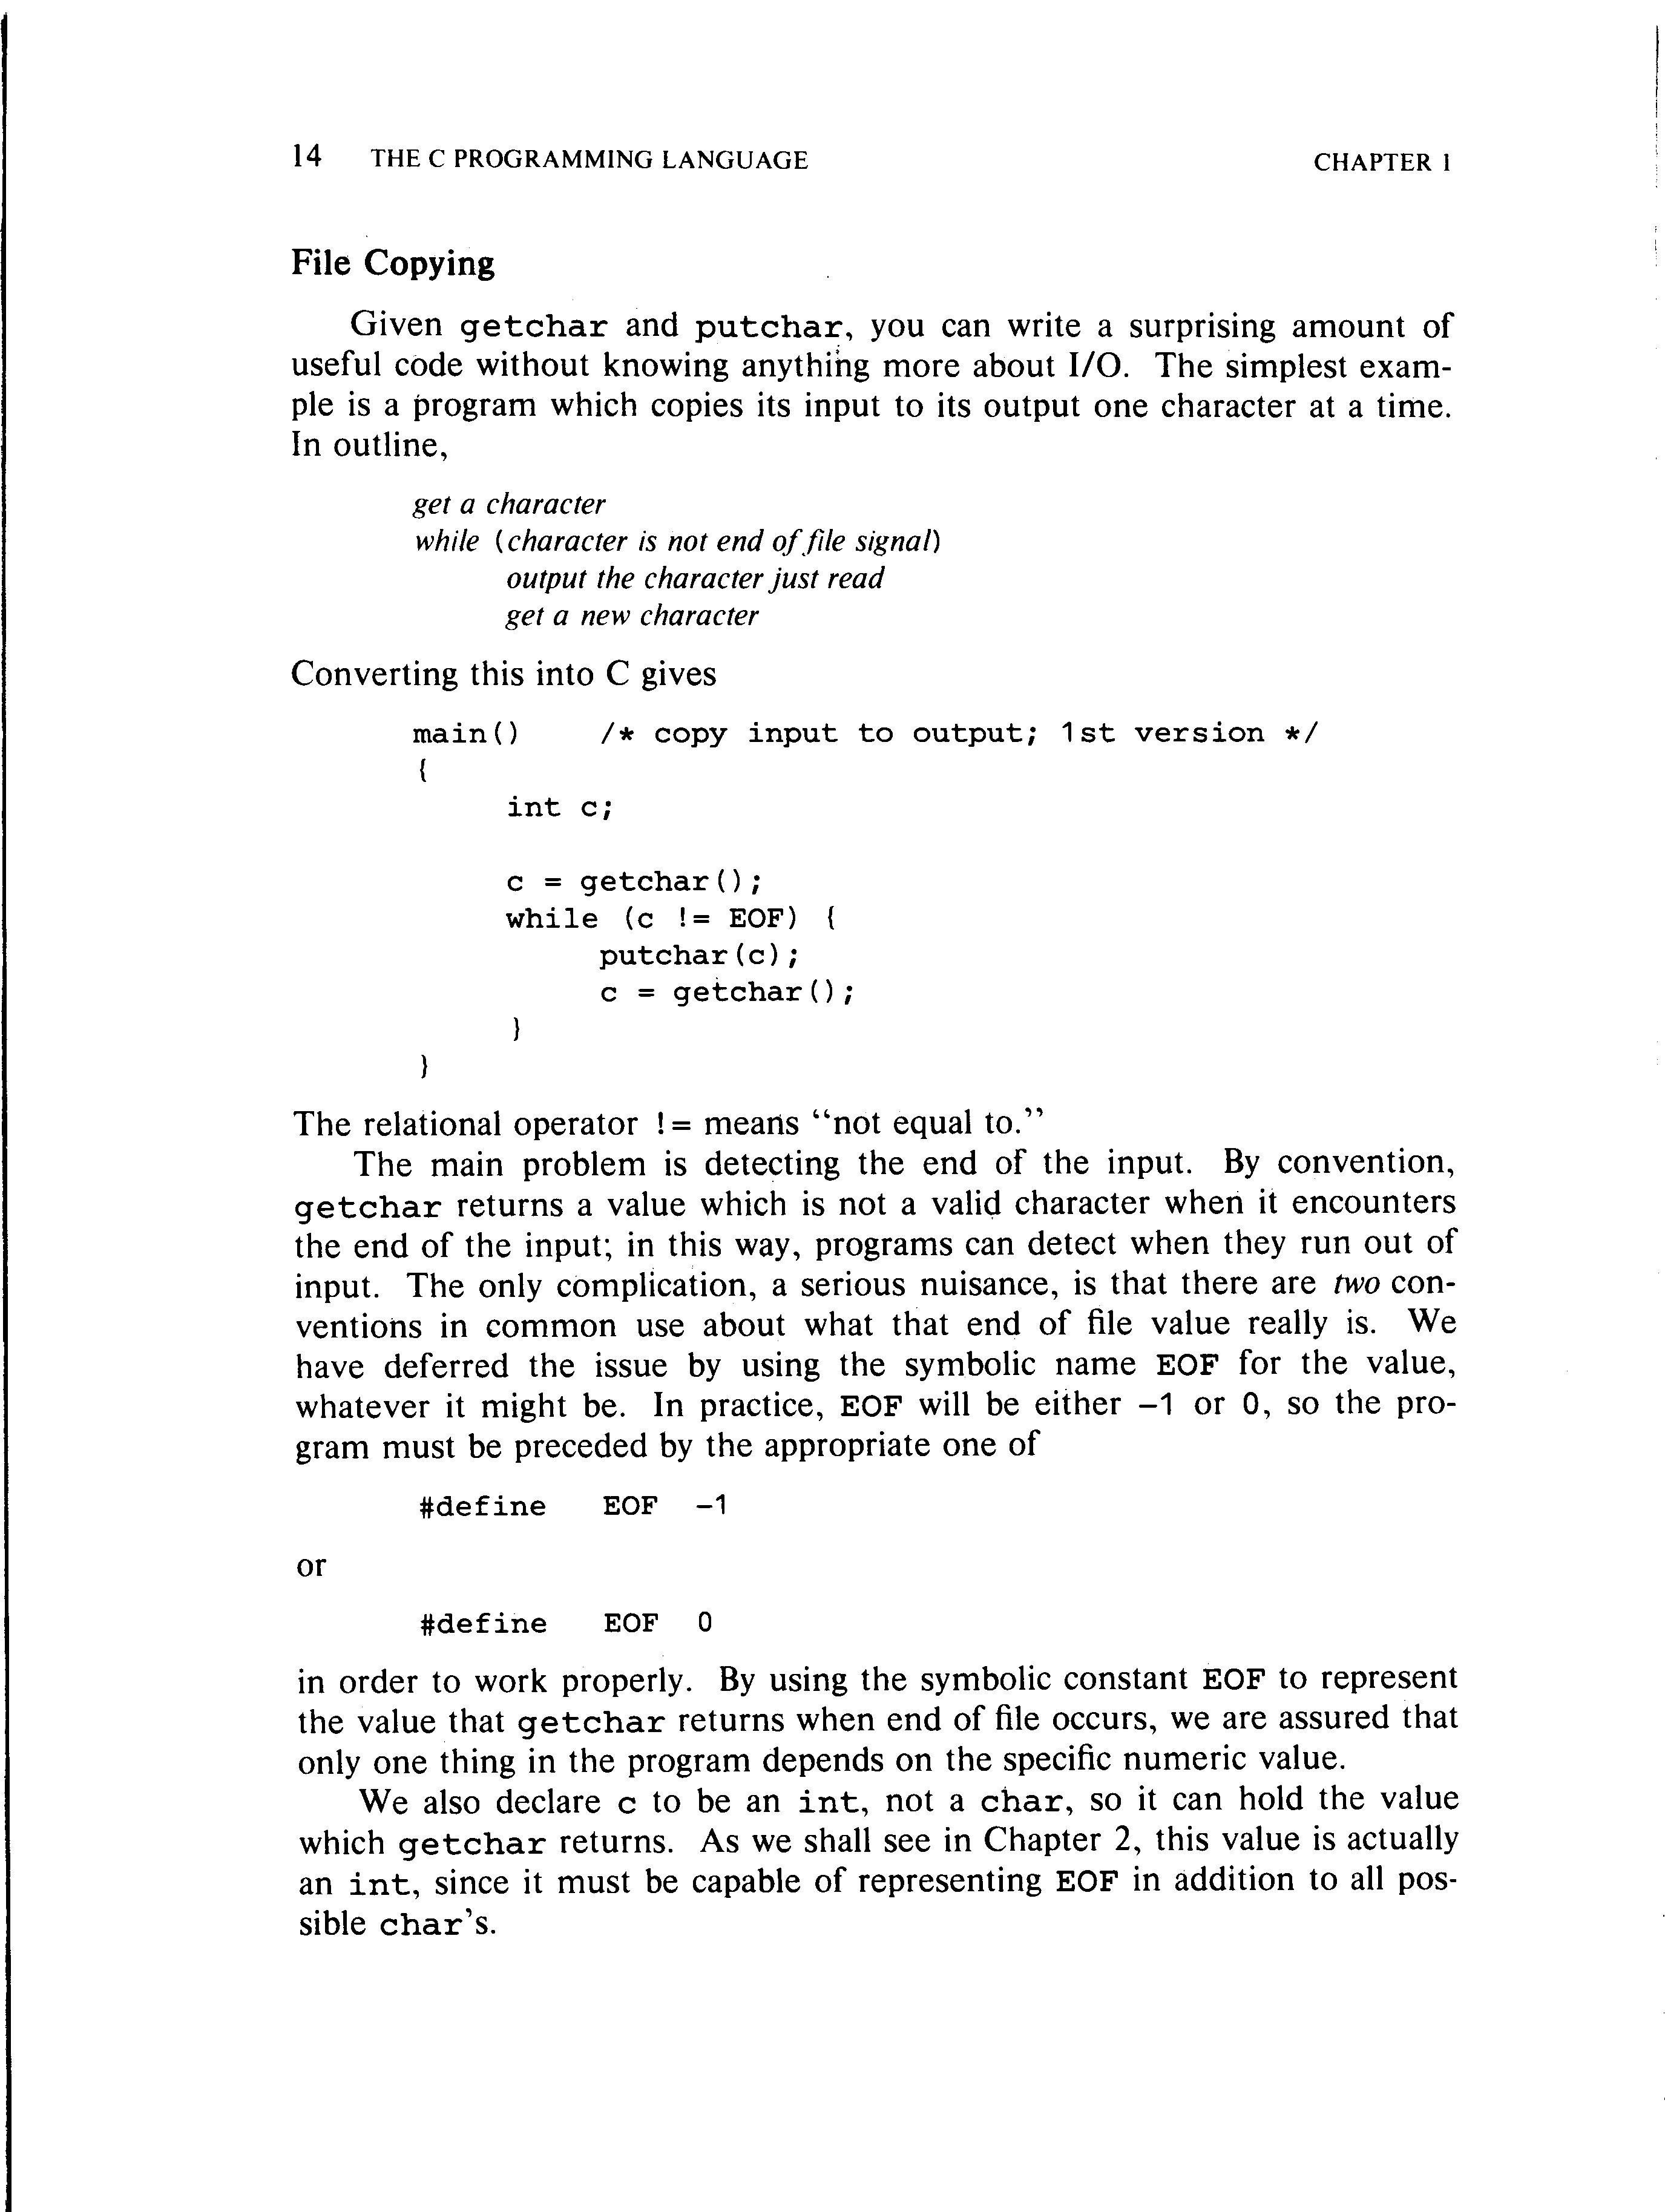 14 THE C PROGRAMMING LANGUAGE CHAPTER 1
File Copying
Given getchar and putchar, you can write a surprising amount of
useful code without knowing anything more about I/O. The simplest exam-
ple is a program which copies its input to its output one character at a time.
In outline,
get a character
while (character is not end of file signal)
output the character just read
get a new character
Converting this into C gives
main() /* copy input to output; 1st version */
{
int c;
c = getchar();
while (c != EOF) {
putchar(c);
c = getchar();
}
}
The relational operator != means “not equal to.”
The main problem is detecting the end of the input. By convention,
getchar returns a value which is not a valid character when it encounters
the end of the input; in this way, programs can detect when they run out of
input. The only complication, a serious nuisance, is that there are two con-
ventions in common use about what that end of file value really is. We
have deferred the issue by using the symbolic name EOF for the value,
whatever it might be. In practice, EOF will be either –1 or 0, so the pro-
gram must be preceded by the appropriate one of
#define EOF –1
or
#define EOF 0
in order to work properly. By using the symbolic constant EOF to represent
the value that getchar returns when end of file occurs, we are assured that
only one thing in the program depends on the specific numeric value.
We also declare c to be an int, not a char, so it can hold the value
which getchar returns. As we shall see in Chapter 2, this value is actually
an int, since it must be capable of representing EOF in addition to all pos-
sible char's.